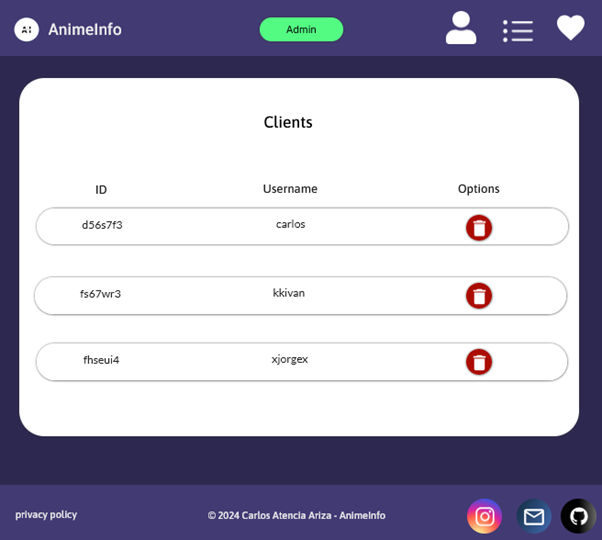 AI AnimeInfo
Admin
Clients
ID Username Options
d56s7f3 carlos
fs67wr3 kkivan
fhseui4 xjorgex
privacy policy © 2024 Carlos Atencia Ariza - AnimeInfo